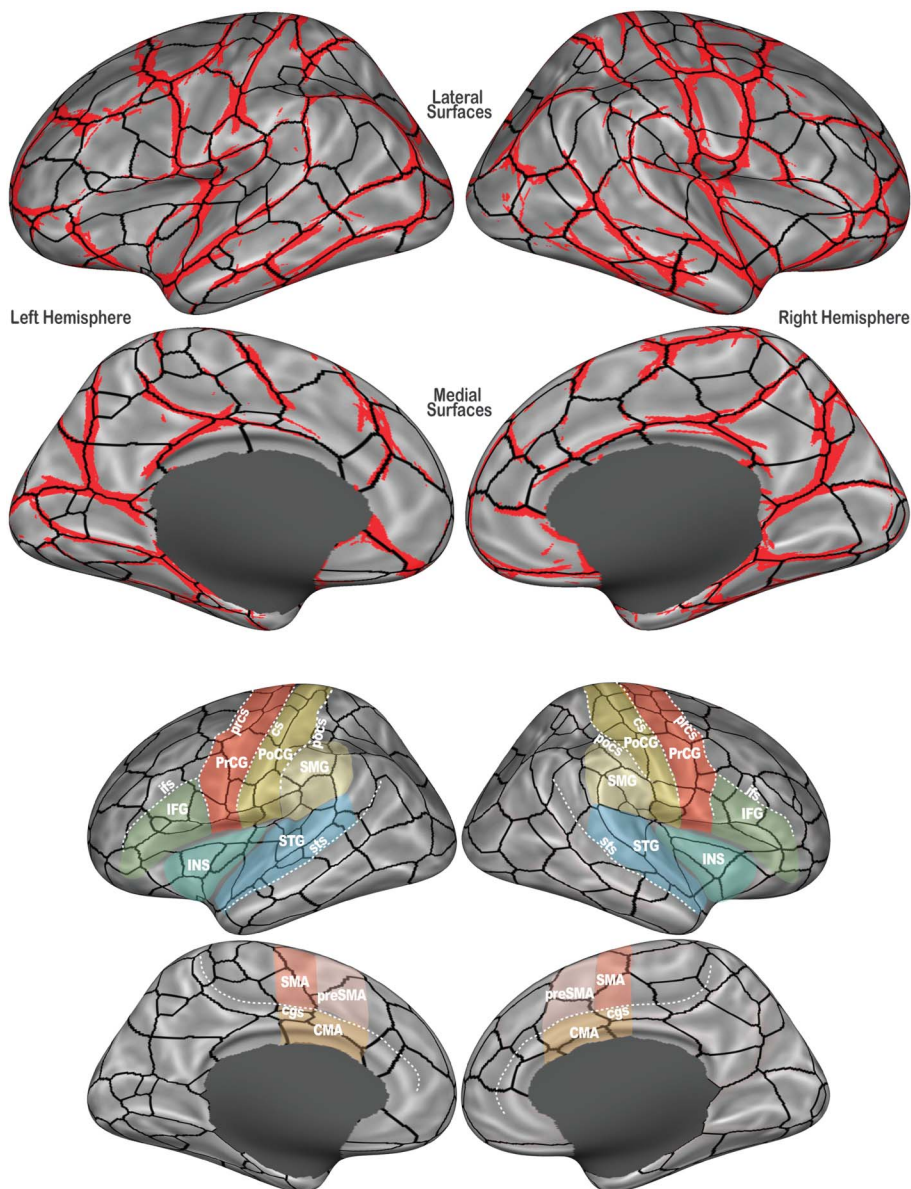 Lateral
Surfaces
Left Hemisphere
Right Hemisphere
Medial
Surfaces
prcs
cs
pocs
PrCG
PoCG
SMG
ifs
IFG
STG
sts
INS
cs
prcs
pocs
PoCG
PrCG
SMG
ifs
IFG
sts
STG
INS
SMA
preSMA
cgs
CMA
SMA
preSMA
cgs
CMA